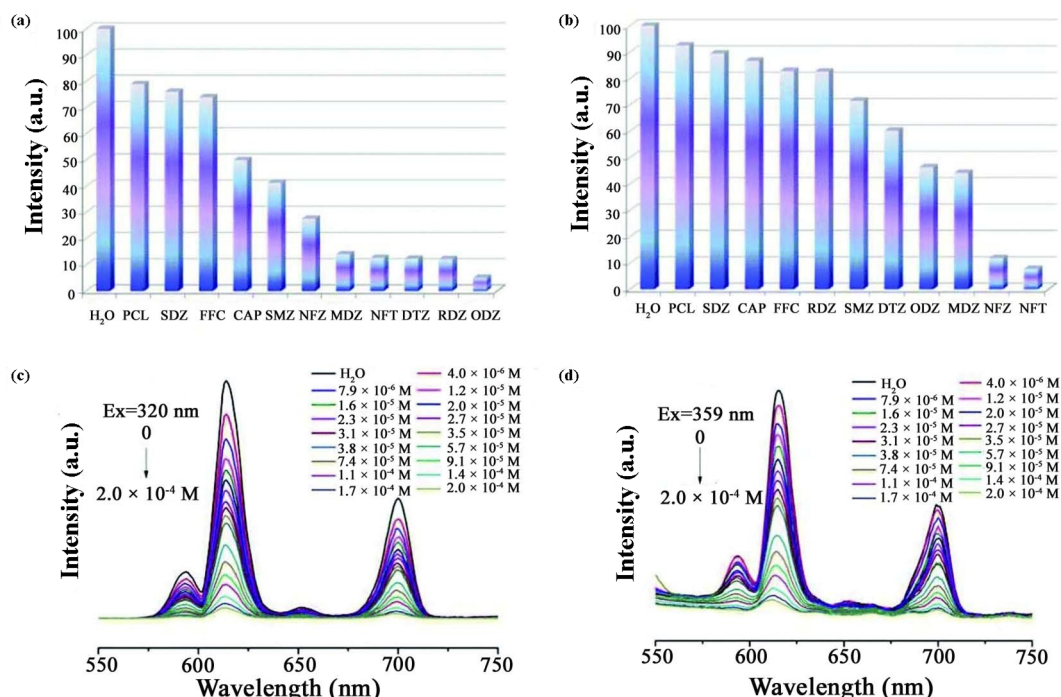 (a)
Intensity (a.u.)
100
90
80
70
60
50
40
30
20
10
0
H₂O PCL SDZ FFC CAP SMZ NFZ MDZ NFT DTZ RDZ ODZ
(b)
Intensity (a.u.)
100
90
80
70
60
50
40
30
20
10
0
H₂O PCL SDZ CAP FFC RDZ SMZ DTZ ODZ MDZ NFZ NFT
(c)
Intensity (a.u.)
Ex=320 nm
0
2.0 × 10⁻⁴ M
H₂O 4.0 × 10⁻⁶ M
7.9 × 10⁻⁶ M 1.2 × 10⁻⁵ M
1.6 × 10⁻⁵ M 2.0 × 10⁻⁵ M
2.3 × 10⁻⁵ M 2.7 × 10⁻⁵ M
3.1 × 10⁻⁵ M 3.5 × 10⁻⁵ M
3.8 × 10⁻⁵ M 5.7 × 10⁻⁵ M
7.4 × 10⁻⁵ M 9.1 × 10⁻⁵ M
1.1 × 10⁻⁴ M 1.4 × 10⁻⁴ M
1.7 × 10⁻⁴ M 2.0 × 10⁻⁴ M
550 600 650 700 750
Wavelength (nm)
(d)
Intensity (a.u.)
Ex=359 nm
0
2.0 × 10⁻⁴ M
H₂O 4.0 × 10⁻⁶ M
7.9 × 10⁻⁶ M 1.2 × 10⁻⁵ M
1.6 × 10⁻⁵ M 2.0 × 10⁻⁵ M
2.3 × 10⁻⁵ M 2.7 × 10⁻⁵ M
3.1 × 10⁻⁵ M 3.5 × 10⁻⁵ M
3.8 × 10⁻⁵ M 5.7 × 10⁻⁵ M
7.4 × 10⁻⁵ M 9.1 × 10⁻⁵ M
1.1 × 10⁻⁴ M 1.4 × 10⁻⁴ M
1.7 × 10⁻⁴ M 2.0 × 10⁻⁴ M
550 600 650 700 750
Wavelength (nm)